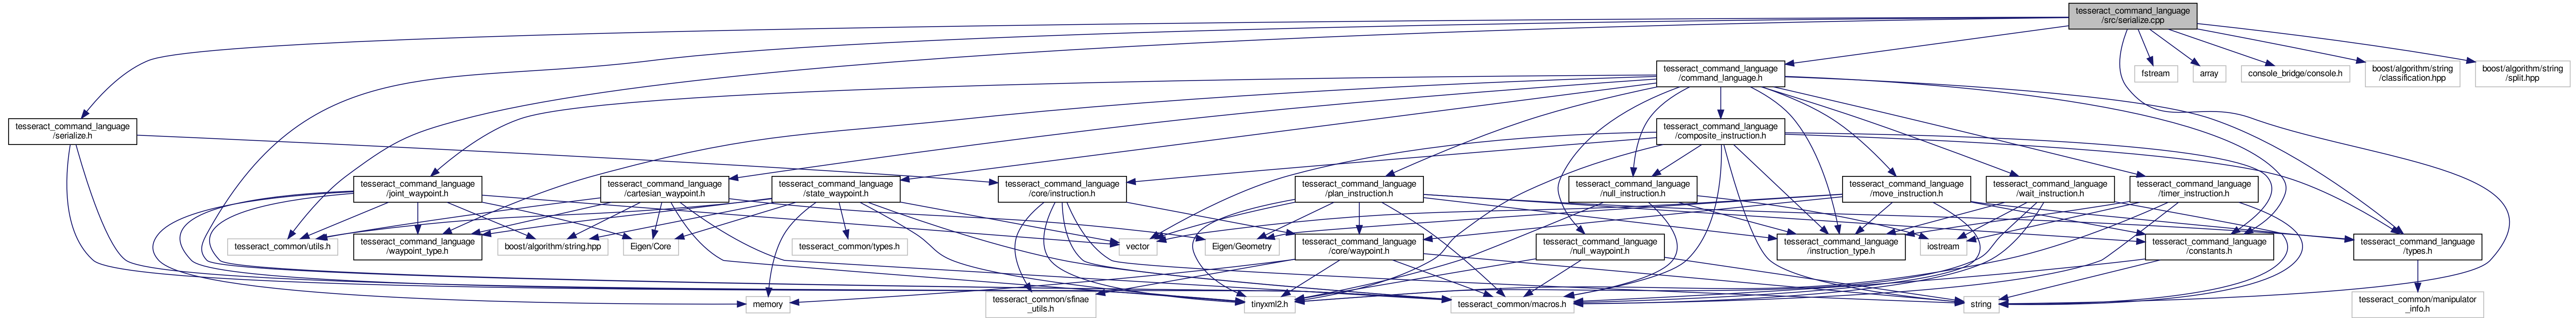 tesseract_command_language
/src/serialize.cpp
tesseract_command_language
/command_language.h
fstream
array
console_bridge/console.h
boost/algorithm/string
/classification.hpp
boost/algorithm/string
/split.hpp
tesseract_command_language
/serialize.h
tesseract_command_language
/composite_instruction.h
tesseract_command_language
/joint_waypoint.h
tesseract_command_language
/cartesian_waypoint.h
tesseract_command_language
/state_waypoint.h
tesseract_command_language
/core/instruction.h
tesseract_command_language
/plan_instruction.h
tesseract_command_language
/null_instruction.h
tesseract_command_language
/move_instruction.h
tesseract_command_language
/wait_instruction.h
tesseract_command_language
/timer_instruction.h
tesseract_common/utils.h
tesseract_command_language
/waypoint_type.h
boost/algorithm/string.hpp
Eigen/Core
tesseract_common/types.h
vector
Eigen/Geometry
tesseract_command_language
/core/waypoint.h
tesseract_command_language
/null_waypoint.h
tesseract_command_language
/instruction_type.h
iostream
tesseract_command_language
/constants.h
tesseract_command_language
/types.h
memory
tesseract_common/sfinae
_utils.h
tinyxml2.h
tesseract_common/macros.h
string
tesseract_common/manipulator
_info.h